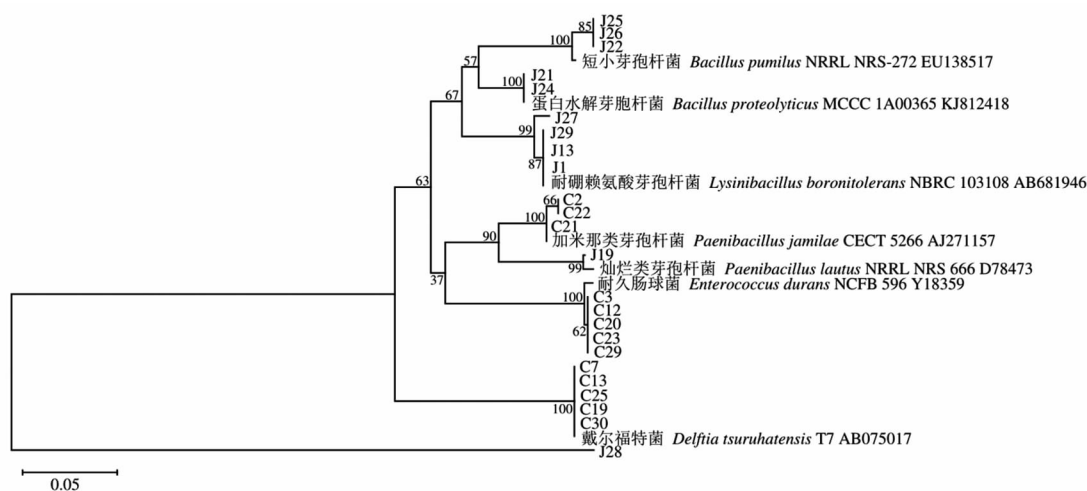 J25
85
J26
100
J22
短小芽孢杆菌 Bacillus pumilus NRRL NRS-272 EU138517
57
J21
100
J24
67
蛋白水解芽胞杆菌 Bacillus proteolyticus MCCC 1A00365 KJ812418
J27
99
J29
J13
87
J1
63
耐硼赖氨酸芽孢杆菌 Lysinibacillus boronitolerans NBRC 103108 AB681946
66
C2
C22
100
C21
90
加米那类芽孢杆菌 Paenibacillus jamilae CECT 5266 AJ271157
J19
99
灿烂类芽孢杆菌 Paenibacillus lautus NRRL NRS 666 D78473
37
耐久肠球菌 Enterococcus durans NCFB 596 Y18359
100
C3
C12
C20
62
C23
C29
C7
C13
C25
100
C19
C30
戴尔福特菌 Delftia tsuruhatensis T7 AB075017
J28
0.05